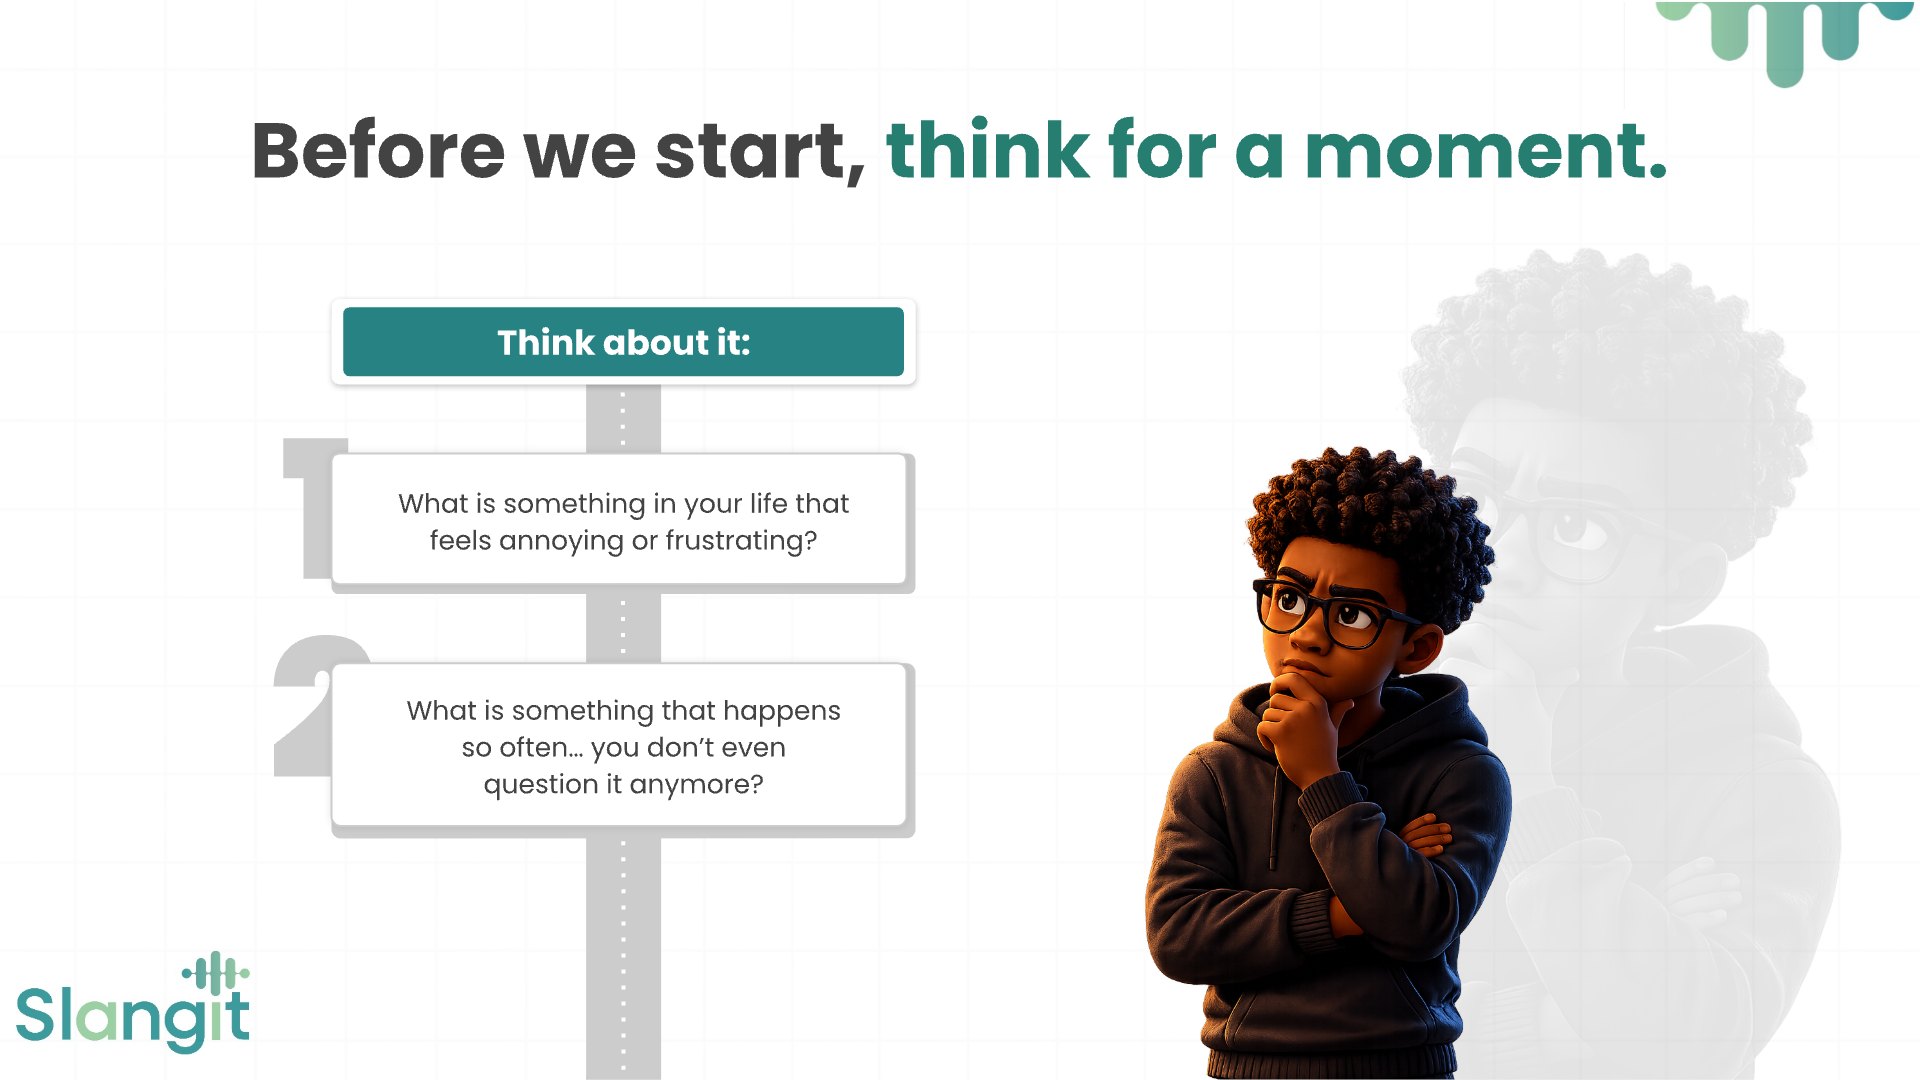 Before we start, think for a moment.
Think about it:
1
What is something in your life that
feels annoying or frustrating?
2
What is something that happens
so often... you don’t even
question it anymore?
Slangit